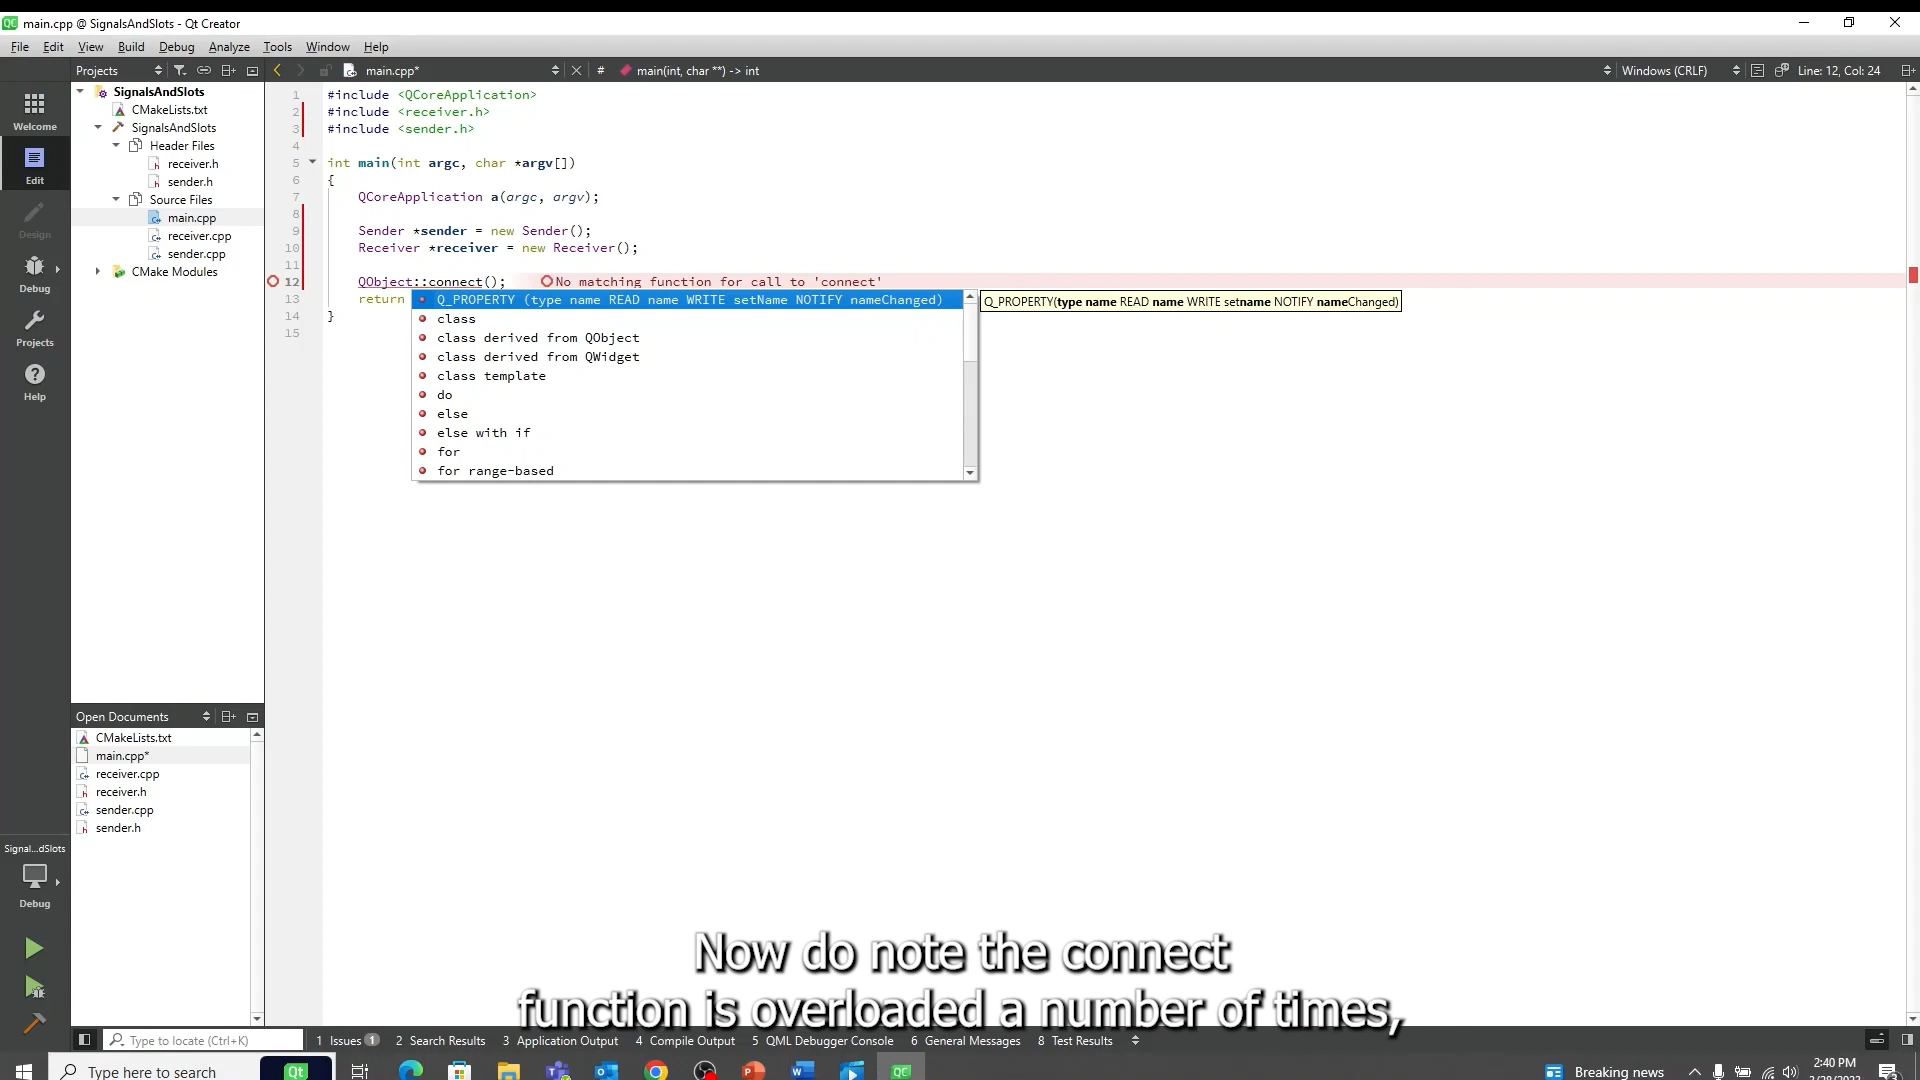 main.cpp @ SignalsAndSlots - Qt Creator
File Edit View Build Debug Analyze Tools Window Help
Projects main.cpp* # main(int, char **) -> int Windows (CRLF) Line: 12, Col: 24
Welcome
Edit
Design
Debug
Projects
Help
SignalsAndSlots
CMakeLists.txt
SignalsAndSlots
Header Files
receiver.h
sender.h
Source Files
main.cpp
receiver.cpp
sender.cpp
CMake Modules
1 #include <QCoreApplication>
2 #include <receiver.h>
3 #include <sender.h>
4
5 int main(int argc, char *argv[])
6 {
7 QCoreApplication a(argc, argv);
8
9 Sender *sender = new Sender();
10 Receiver *receiver = new Receiver();
11
12 QObject::connect(); No matching function for call to 'connect'
13 return
14 }
15
Q_PROPERTY (type name READ name WRITE setName NOTIFY nameChanged)
class
class derived from QObject
class derived from QWidget
class template
do
else
else with if
for
for range-based
Q_PROPERTY(type name READ name WRITE setname NOTIFY nameChanged)
Open Documents
CMakeLists.txt
main.cpp*
receiver.cpp
receiver.h
sender.cpp
sender.h
Signal...dSlots
Debug
Now do note the connect
function is overloaded a number of times,
Type to locate (Ctrl+K) 1 Issues 1 2 Search Results 3 Application Output 4 Compile Output 5 QML Debugger Console 6 General Messages 8 Test Results
Type here to search Qt QC Breaking news 2:40 PM